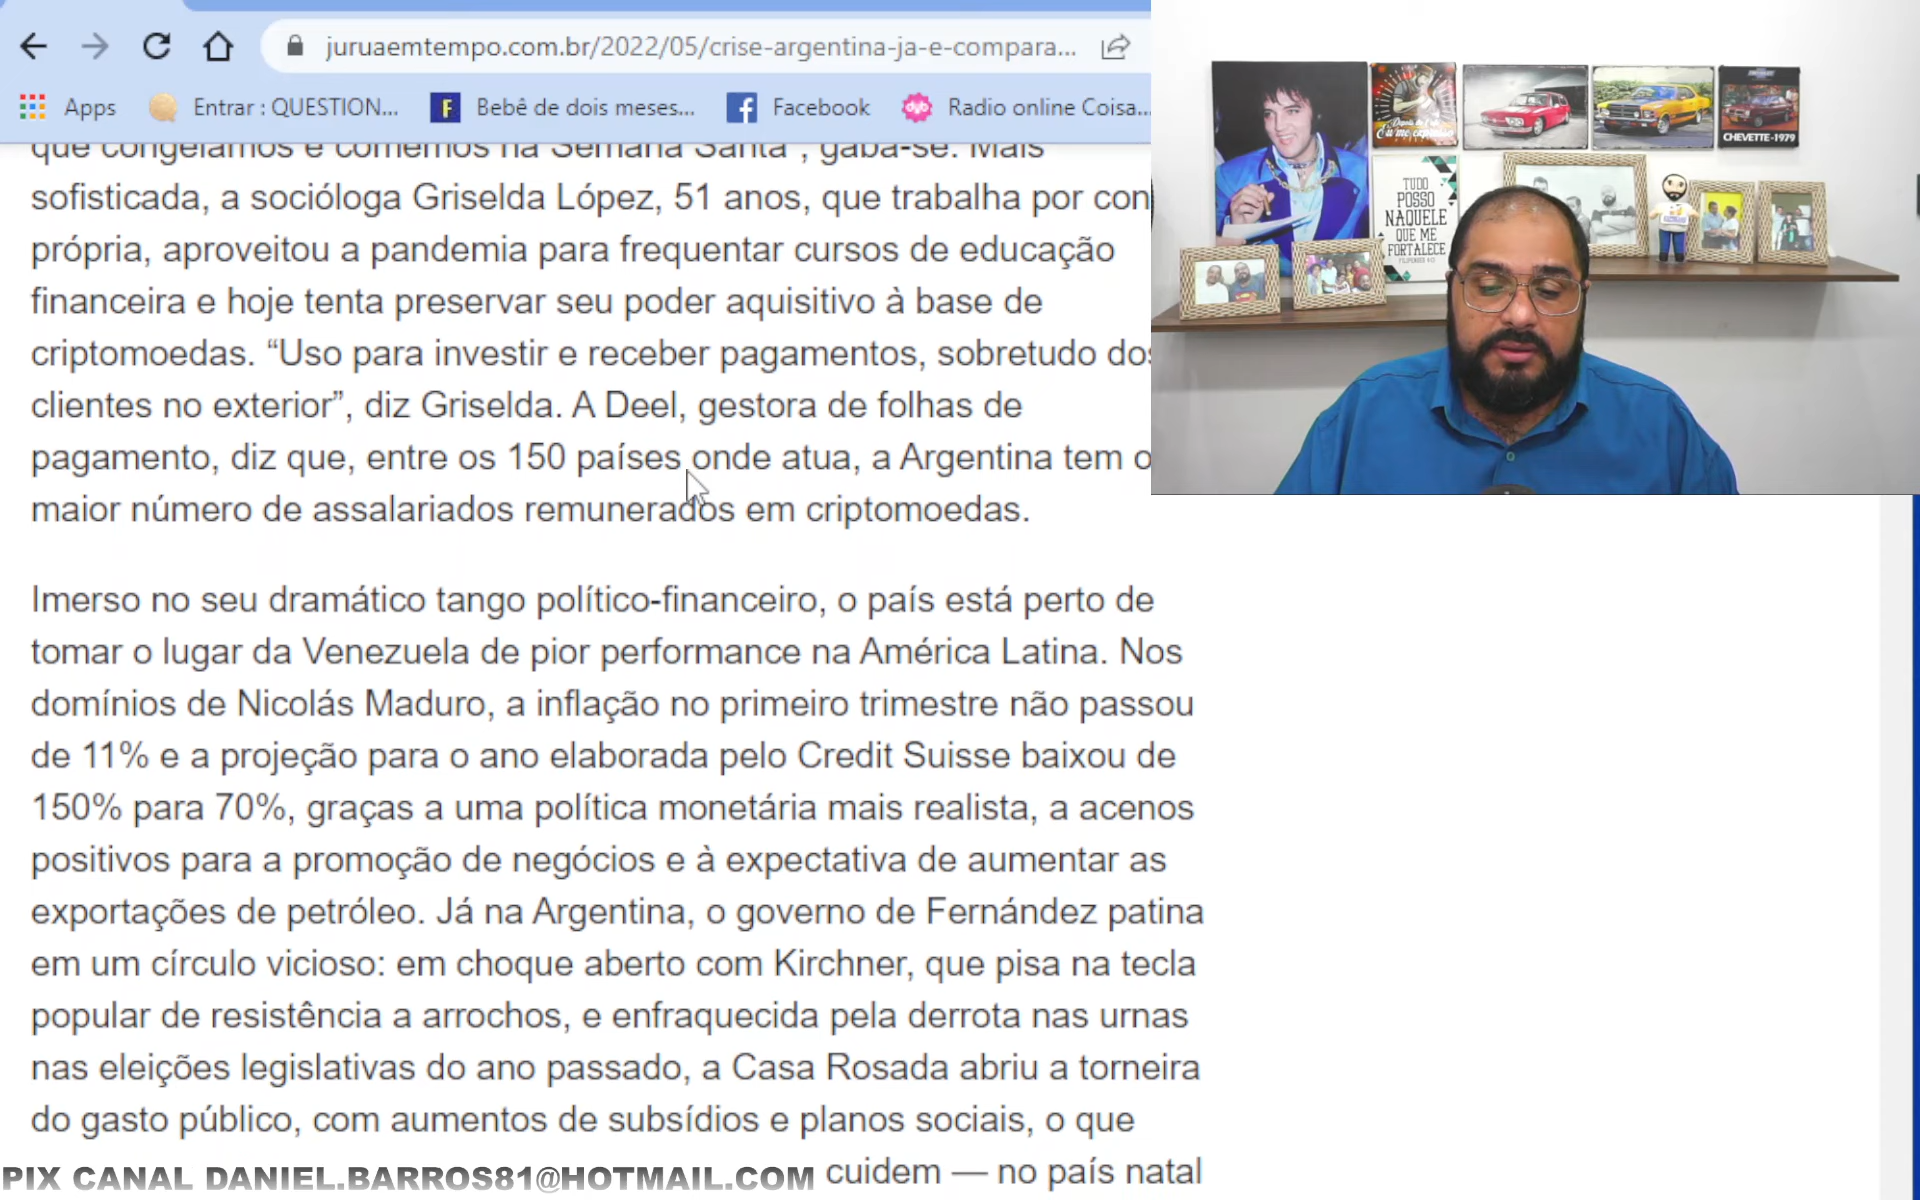 juruaemtempo.com.br/2022/05/crise-argentina-ja-e-compara...
Apps
Entrar : QUESTION...
Bebê de dois meses...
Facebook
Radio online Coisa...
que congelamos e comemos na Semana Santa”, gaba-se. Mais
sofisticada, a socióloga Griselda López, 51 anos, que trabalha por con
própria, aproveitou a pandemia para frequentar cursos de educação
financeira e hoje tenta preservar seu poder aquisitivo à base de
criptomoedas. “Uso para investir e receber pagamentos, sobretudo dos
clientes no exterior”, diz Griselda. A Deel, gestora de folhas de
pagamento, diz que, entre os 150 países onde atua, a Argentina tem o
maior número de assalariados remunerados em criptomoedas.
Imerso no seu dramático tango político-financeiro, o país está perto de
tomar o lugar da Venezuela de pior performance na América Latina. Nos
domínios de Nicolás Maduro, a inflação no primeiro trimestre não passou
de 11% e a projeção para o ano elaborada pelo Credit Suisse baixou de
150% para 70%, graças a uma política monetária mais realista, a acenos
positivos para a promoção de negócios e à expectativa de aumentar as
exportações de petróleo. Já na Argentina, o governo de Fernández patina
em um círculo vicioso: em choque aberto com Kirchner, que pisa na tecla
popular de resistência a arrochos, e enfraquecida pela derrota nas urnas
nas eleições legislativas do ano passado, a Casa Rosada abriu a torneira
do gasto público, com aumentos de subsídios e planos sociais, o que
cuidem — no país natal
PIX CANAL DANIEL.BARROS81@HOTMAIL.COM
CHEVETTE-1979
TUDO
POSSO
NAQUELE
QUE ME
FORTALECE